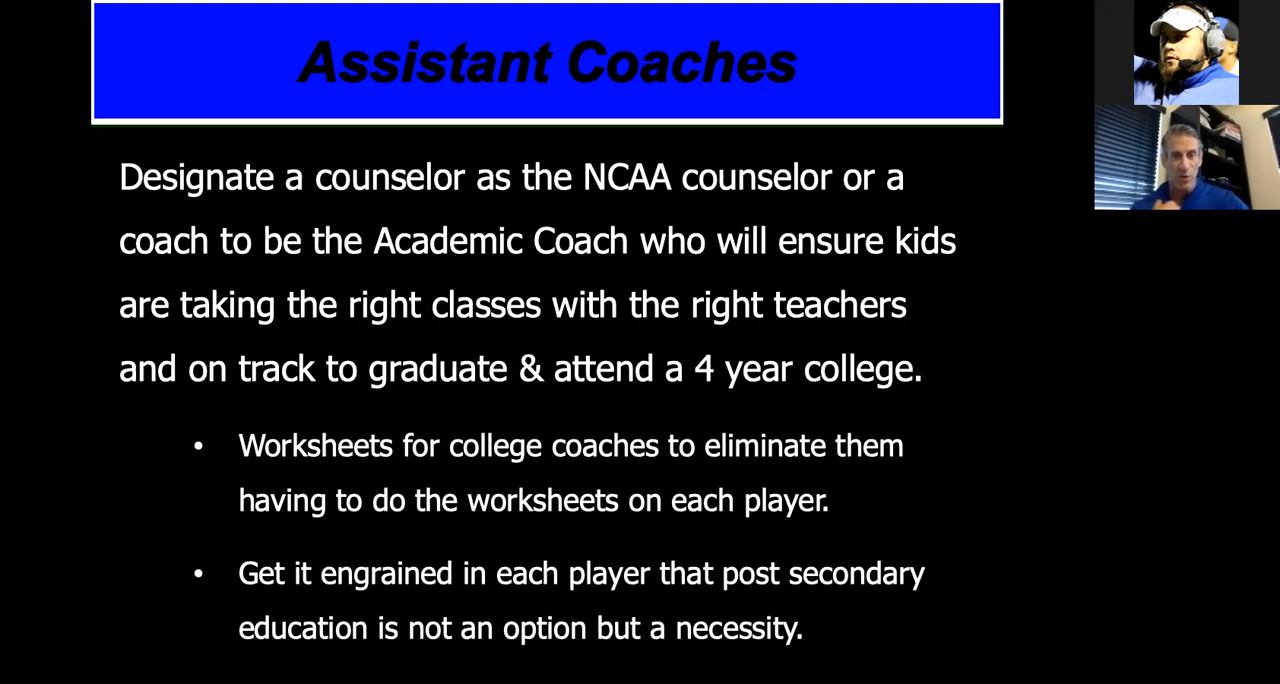 Assistant Coaches
Designate a counselor as the NCAA counselor or a
coach to be the Academic Coach who will ensure kids
are taking the right classes with the right teachers
and on track to graduate & attend a 4 year college.
• Worksheets for college coaches to eliminate them
having to do the worksheets on each player.
• Get it engrained in each player that post secondary
education is not an option but a necessity.